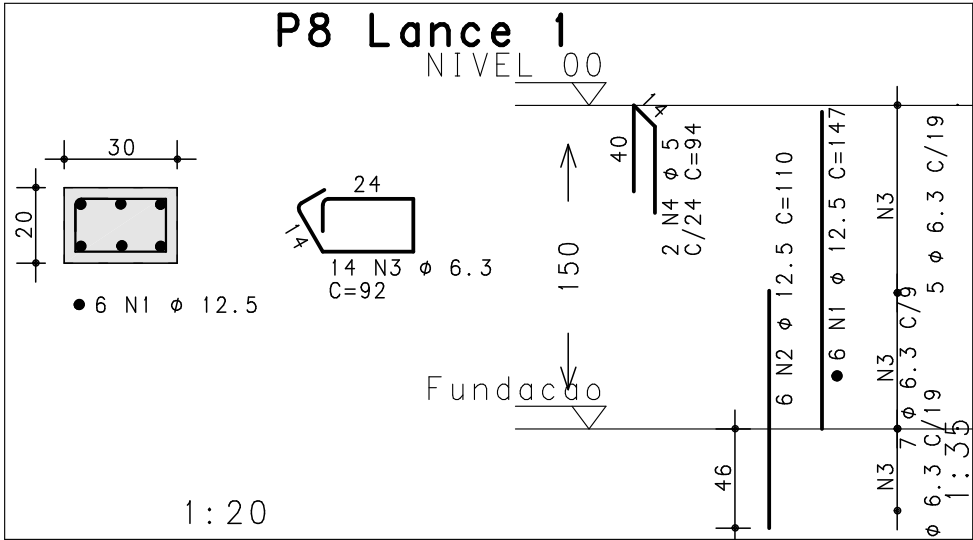 P8 Lance 1
NIVEL 00
30
20
6 N1 ϕ 12.5
24
14
14 N3 ϕ 6.3
C=92
150
Fundacao
40
14
2 N4 ϕ 5
C/24 C=94
6 N2 ϕ 12.5 C=110
6 N1 ϕ 12.5 C=147
46
N3
5 ϕ 6.3 C/19
N3
7 ϕ 6.3 C/9
N3
ϕ 6.3 C/19
1:20
1:35